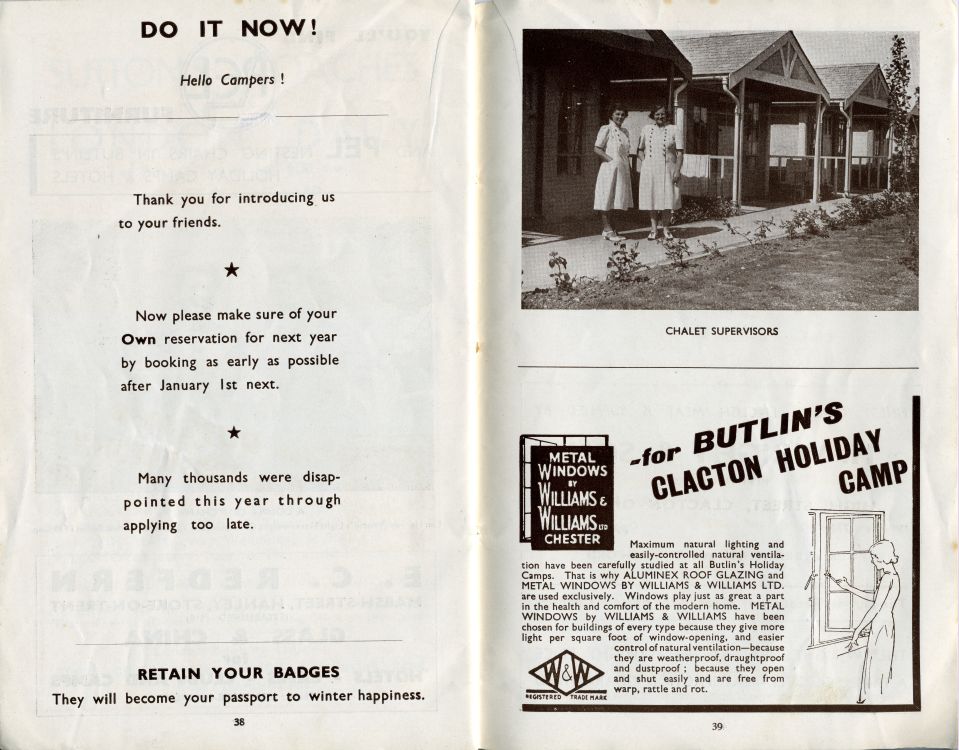 DO IT NOW!
Hello Campers !
Thank you for introducing us
to your friends.
Now please make sure of your
Own reservation for next year
by booking as early as possible
after January 1st next.
Many thousands were disap-
pointed this year through
applying too late.
RETAIN YOUR BADGES
They will become your passport to winter happiness.
38
CHALET SUPERVISORS
METAL
WINDOWS
BY
WILLIAMS &
WILLIAMS LTD
CHESTER
-for BUTLIN'S
CLACTON HOLIDAY
CAMP
Maximum natural lighting and
easily-controlled natural ventila-
tion have been carefully studied at all Butlin's Holiday
Camps. That is why ALUMINEX ROOF GLAZING and
METAL WINDOWS BY WILLIAMS & WILLIAMS LTD.
are used exclusively. Windows play just as great a part
in the health and comfort of the modern home. METAL
WINDOWS by WILLIAMS & WILLIAMS have been
chosen for buildings of every type because they give more
light per square foot of window-opening, and easier
control of natural ventilation—because
they are weatherproof, draughtproof
and dustproof ; because they open
and shut easily and are free from
warp, rattle and rot.
W&W
REGISTERED TRADE MARK
39